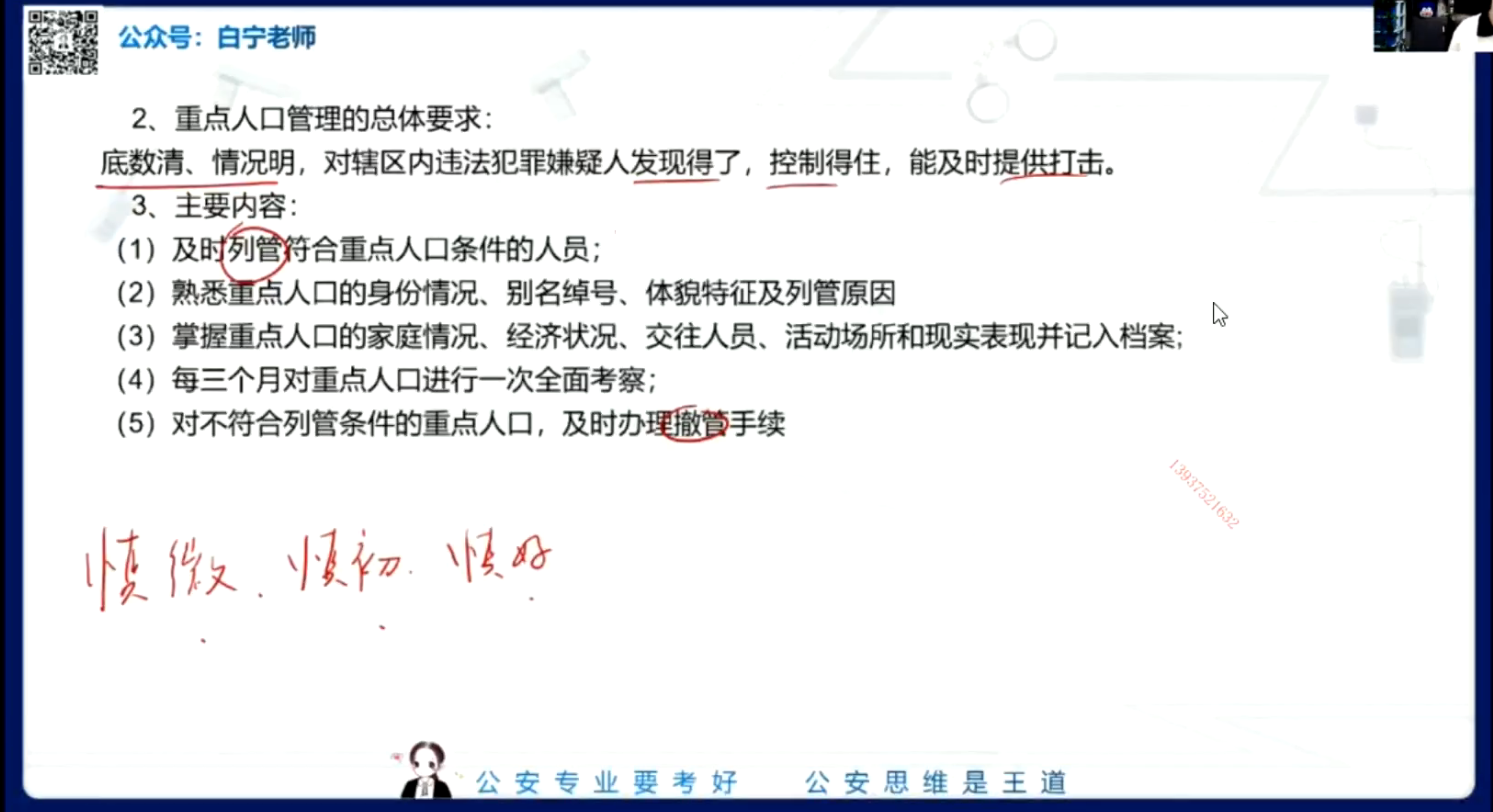 公众号：白宁老师
2、重点人口管理的总体要求：
底数清、情况明，对辖区内违法犯罪嫌疑人发现得了，控制得住，能及时提供打击。
3、主要内容：
(1）及时列管符合重点人口条件的人员；
(2）熟悉重点人口的身份情况、别名绰号、体貌特征及列管原因
(3）掌握重点人口的家庭情况、经济状况、交往人员、活动场所和现实表现并记入档案；
(4）每三个月对重点人口进行一次全面考察；
(5）对不符合列管条件的重点人口，及时办理撤管手续
13937521632
慎微、慎初、慎好
公安专业要考好 公安思维是王道